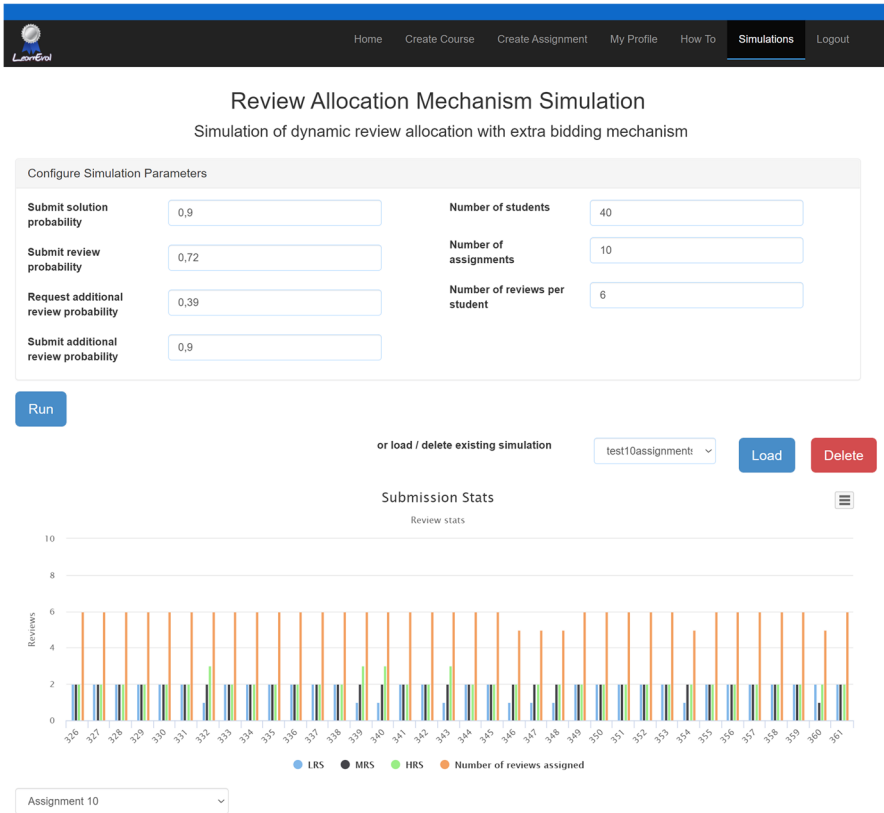 LearnEval
Home Create Course Create Assignment My Profile How To Simulations Logout
Review Allocation Mechanism Simulation
Simulation of dynamic review allocation with extra bidding mechanism
Configure Simulation Parameters
Submit solution
probability
0,9
Number of students
40
Submit review
probability
0,72
Number of
assignments
10
Request additional
review probability
0,39
Number of reviews per
student
6
Submit additional
review probability
0,9
Run
or load / delete existing simulation
test10assignments
Load
Delete
Submission Stats
Review stats
10
8
6
4
2
0
Reviews
326 327 328 329 330 331 332 333 334 335 336 337 338 339 340 341 342 343 344 345 346 347 348 349 350 351 352 353 354 355 356 357 358 359 360 361
LRS MRS HRS Number of reviews assigned
Assignment 10